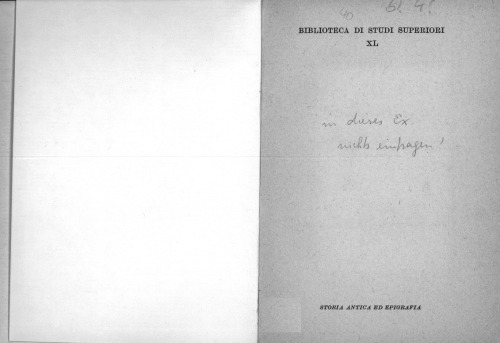 BIBLIOTECA DI STUDI SUPERIORI
XL
in dieses Ex.
nichts eintragen!
STORIA ANTICA ED EPIGRAFIA